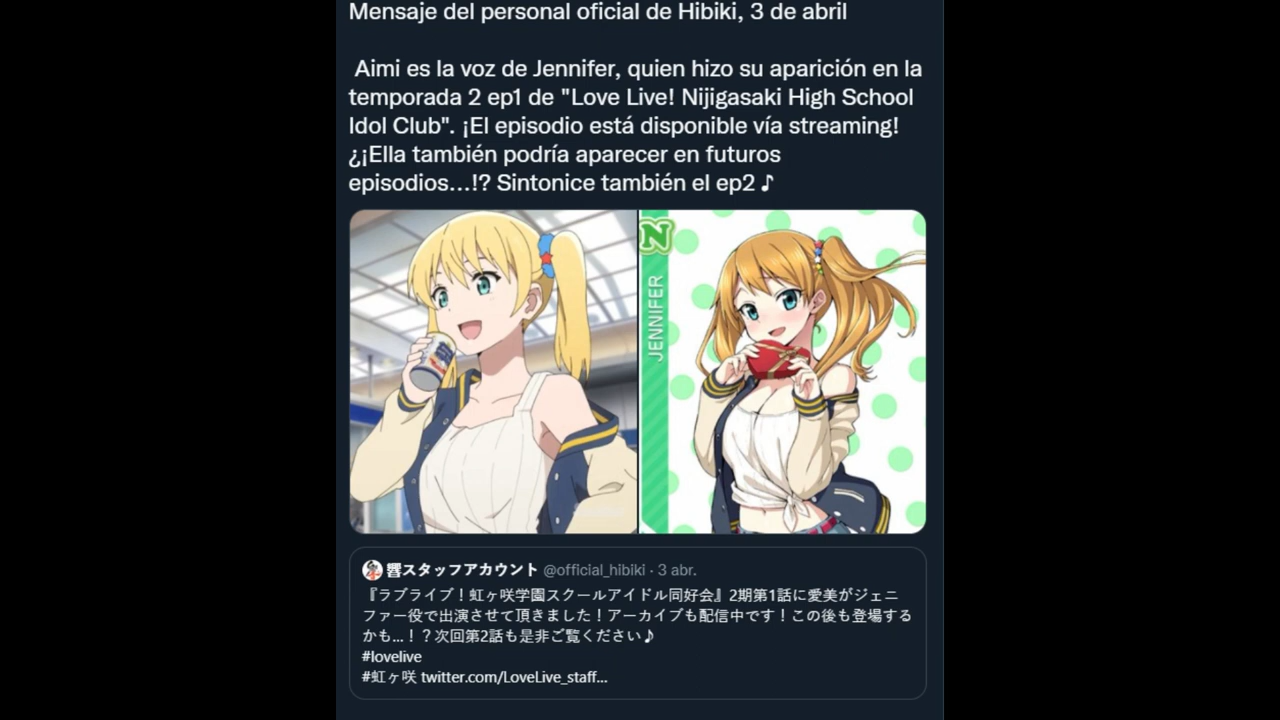 Mensaje del personal oficial de Hibiki, 3 de abril
Aimi es la voz de Jennifer, quien hizo su aparición en la
temporada 2 ep1 de "Love Live! Nijigasaki High School
Idol Club". ¡El episodio está disponible vía streaming!
¿¡Ella también podría aparecer en futuros
episodios...!? Sintonice también el ep2 ♪
N
JENNIFER
響スタッフアカウント @official_hibiki · 3 abr.
『ラブライブ！虹ヶ咲学園スクールアイドル同好会』2期第1話に愛美がジェニ
ファー役で出演させて頂きました！アーカイブも配信中です！この後も登場する
かも...！？次回第2話も是非ご覧ください♪
#lovelive
#虹ヶ咲 twitter.com/LoveLive_staff...